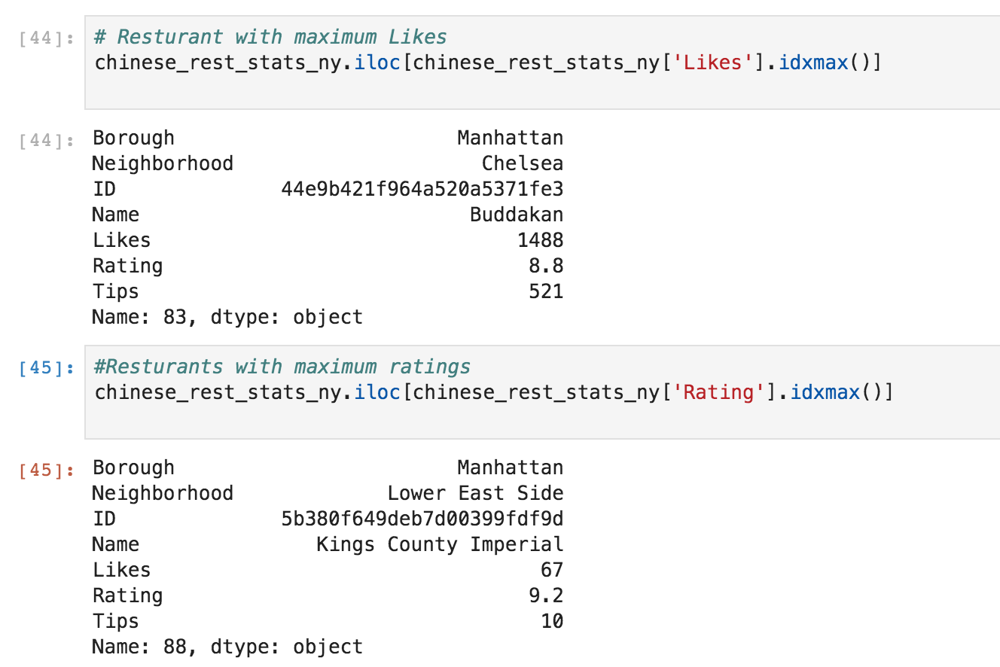 [44]: # Resturant with maximum Likes
chinese_rest_stats_ny.iloc[chinese_rest_stats_ny['Likes'].idxmax()]
[44]: Borough Manhattan
Neighborhood Chelsea
ID 44e9b421f964a520a5371fe3
Name Buddakan
Likes 1488
Rating 8.8
Tips 521
Name: 83, dtype: object
[45]: #Resturants with maximum ratings
chinese_rest_stats_ny.iloc[chinese_rest_stats_ny['Rating'].idxmax()]
[45]: Borough Manhattan
Neighborhood Lower East Side
ID 5b380f649deb7d00399fdf9d
Name Kings County Imperial
Likes 67
Rating 9.2
Tips 10
Name: 88, dtype: object